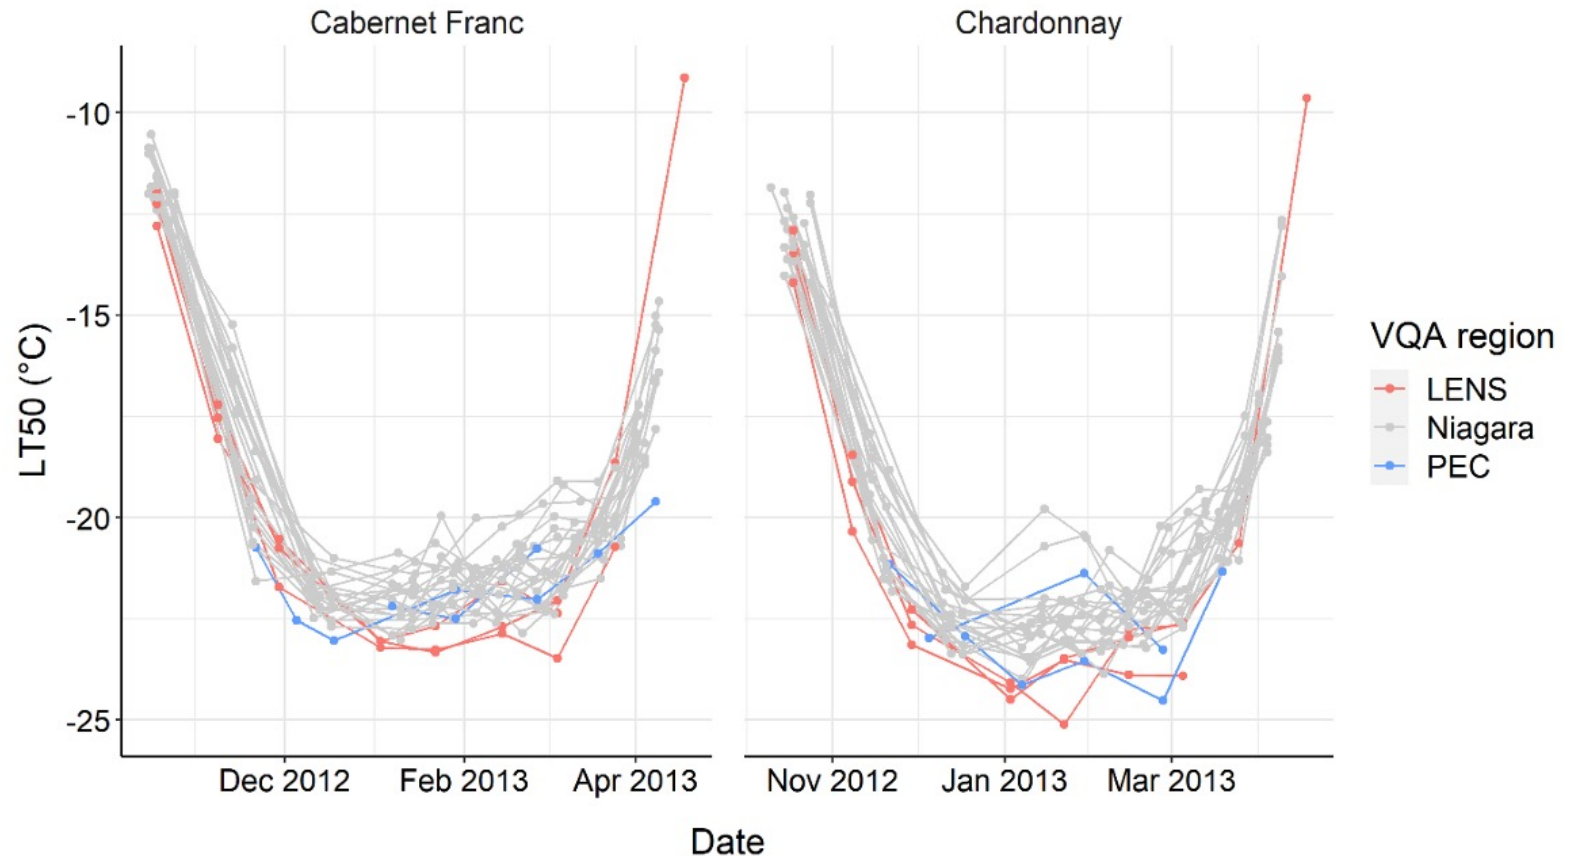 Cabernet Franc
Chardonnay
LT50 (°C)
-10
-15
-20
-25
Dec 2012 Feb 2013 Apr 2013
Nov 2012 Jan 2013 Mar 2013
Date
VQA region
LENS
Niagara
PEC